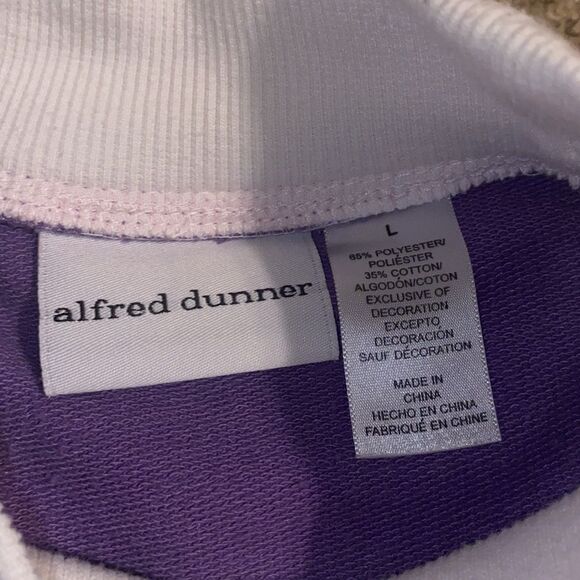 alfred dunner
L
65% POLYESTER/
POLIÉSTER
35% COTTON/
ALGODÓN/COTON
EXCLUSIVE OF
DECORATION
EXCEPTO
DECORACIÓN
SAUF DÉCORATION
MADE IN
CHINA
HECHO EN CHINA
FABRIQUÉ EN CHINE